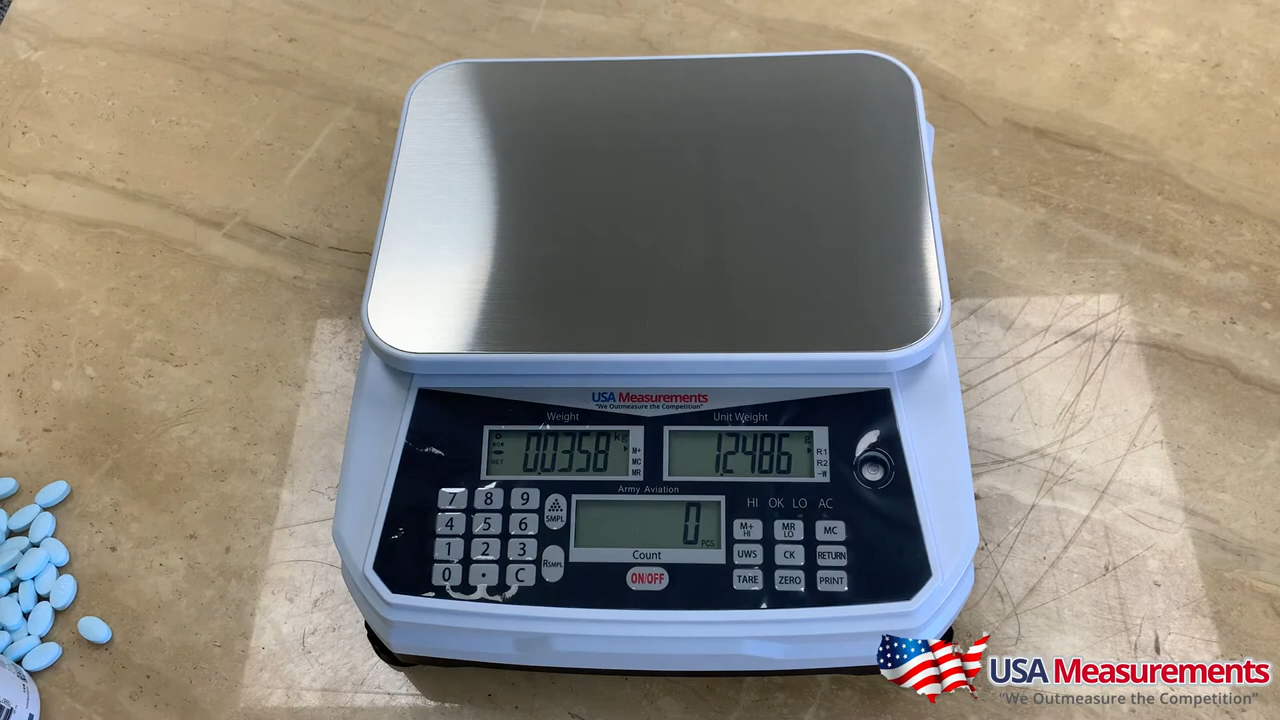 USA Measurements
"We Outmeasure the Competition"
Weight
Unit Weight
0.0358 kg
NET
M+
MC
MR
1.2486 g
R1
R2
~W
Army Aviation
0 PCS
Count
HI OK LO AC
7 8 9
4 5 6
1 2 3
0 . C
SMPL
RSMPL
ON/OFF
M+ HI
MR LO
MC
UWS
CK
RETURN
TARE
ZERO
PRINT
USA Measurements
"We Outmeasure the Competition"